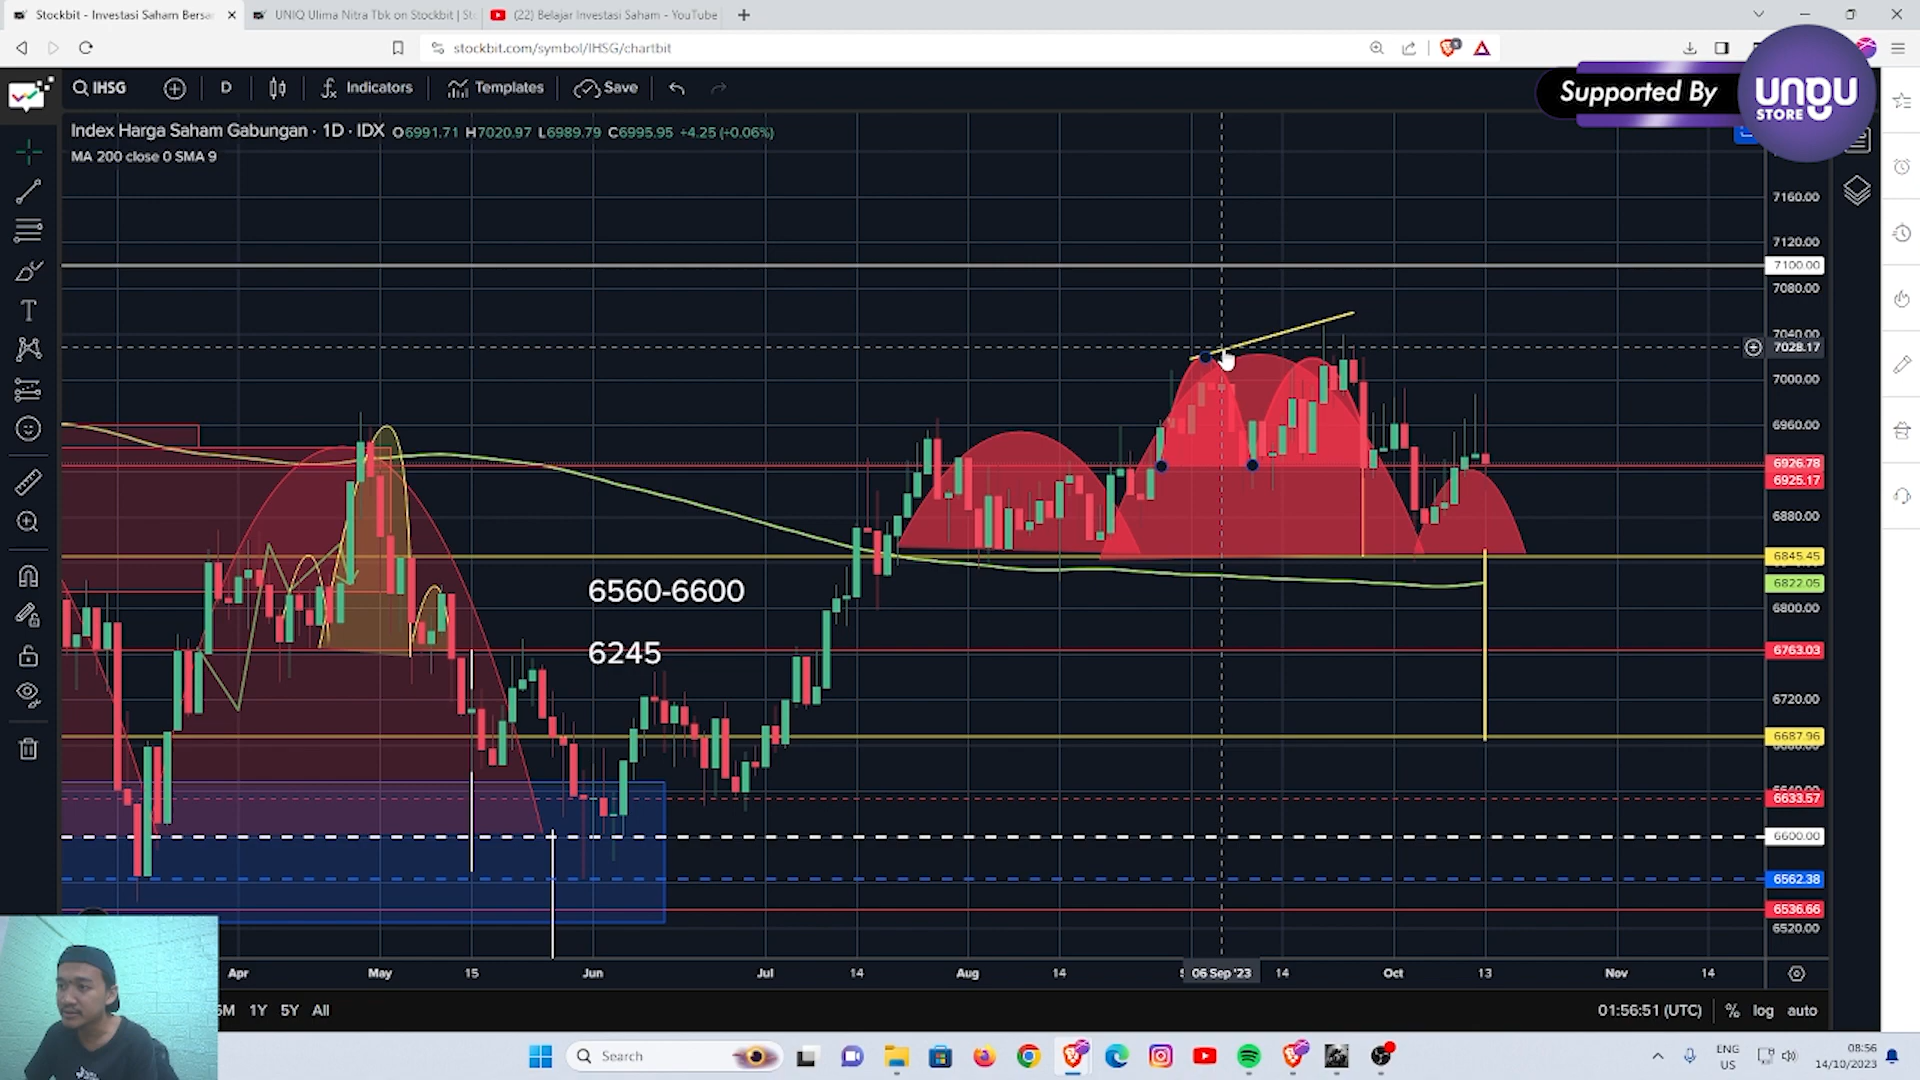 Stockbit - Investasi Saham Bersa
UNIQ Ulima Nitra Tbk on Stockbit | St
(22) Belajar Investasi Saham - YouTube
stockbit.com/symbol/IHSG/chartbit
IHSG
D
Indicators
Templates
Save
Supported By
ungu
STORE
Index Harga Saham Gabungan · 1D · IDX O6991.71 H7020.97 L6989.79 C6995.95 +4.25 (+0.06%)
MA 200 close 0 SMA 9
7160.00
7120.00
7100.00
7080.00
7040.00
7028.17
7000.00
6960.00
6926.78
6925.17
6880.00
6845.45
6822.05
6800.00
6763.03
6720.00
6687.96
6633.57
6600.00
6562.38
6536.66
6520.00
6560-6600
6245
Apr
May
15
Jun
Jul
14
Aug
14
06 Sep '23
14
Oct
13
Nov
14
1Y
5Y
All
01:56:51 (UTC)
%
log
auto
Search
ENG
US
08:56
14/10/2023